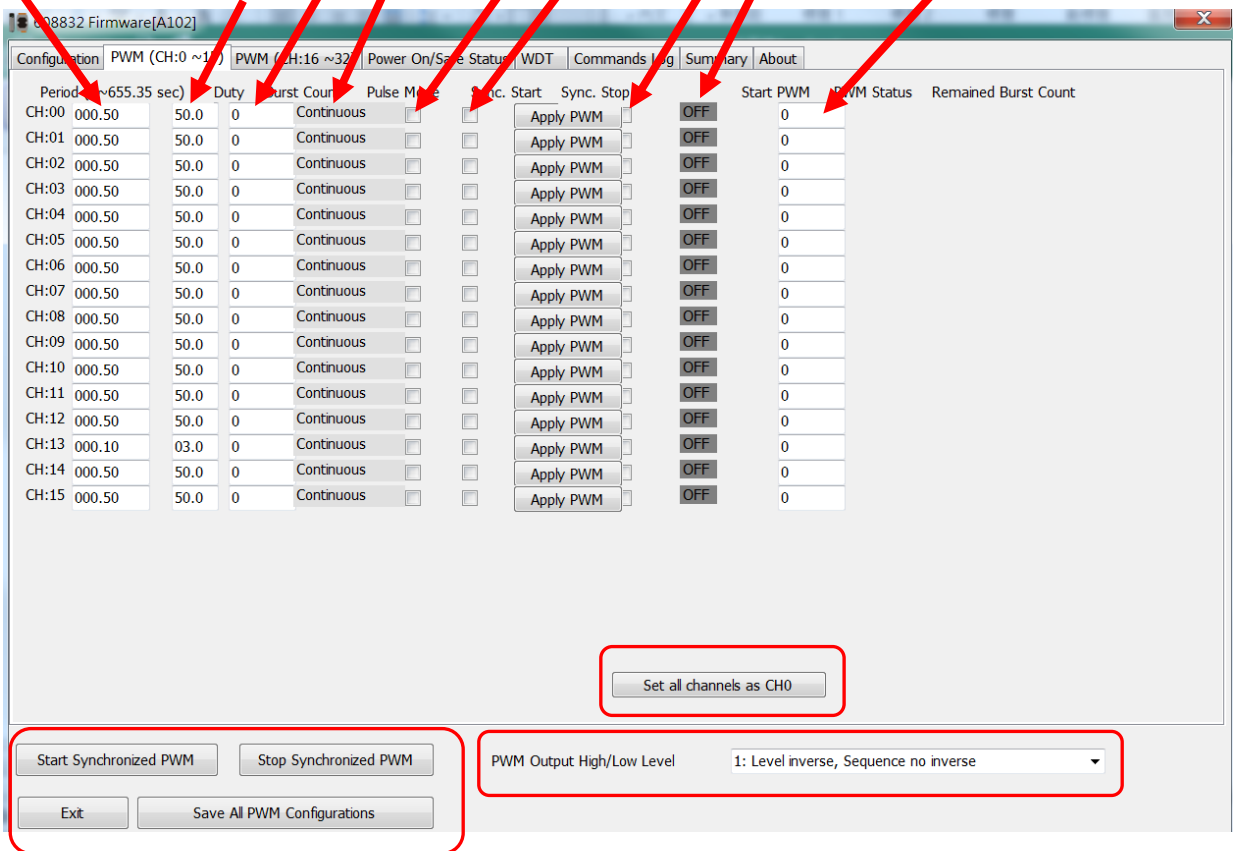 Firmware[A102]
Configuration PWM (CH:0 ~15) PWM (CH:16 ~32) Power On/Safe Status WDT Commands Log Summary About
Period ~655.35 sec) Duty Burst Count Pulse Mode Sync. Start Sync. Stop Start PWM PWM Status Remained Burst Count
CH:00 000.50 50.0 0 Continuous Apply PWM OFF 0
CH:01 000.50 50.0 0 Continuous Apply PWM OFF 0
CH:02 000.50 50.0 0 Continuous Apply PWM OFF 0
CH:03 000.50 50.0 0 Continuous Apply PWM OFF 0
CH:04 000.50 50.0 0 Continuous Apply PWM OFF 0
CH:05 000.50 50.0 0 Continuous Apply PWM OFF 0
CH:06 000.50 50.0 0 Continuous Apply PWM OFF 0
CH:07 000.50 50.0 0 Continuous Apply PWM OFF 0
CH:08 000.50 50.0 0 Continuous Apply PWM OFF 0
CH:09 000.50 50.0 0 Continuous Apply PWM OFF 0
CH:10 000.50 50.0 0 Continuous Apply PWM OFF 0
CH:11 000.50 50.0 0 Continuous Apply PWM OFF 0
CH:12 000.50 50.0 0 Continuous Apply PWM OFF 0
CH:13 000.10 03.0 0 Continuous Apply PWM OFF 0
CH:14 000.50 50.0 0 Continuous Apply PWM OFF 0
CH:15 000.50 50.0 0 Continuous Apply PWM OFF 0
Set all channels as CH0
Start Synchronized PWM Stop Synchronized PWM PWM Output High/Low Level 1: Level inverse, Sequence no inverse
Exit Save All PWM Configurations